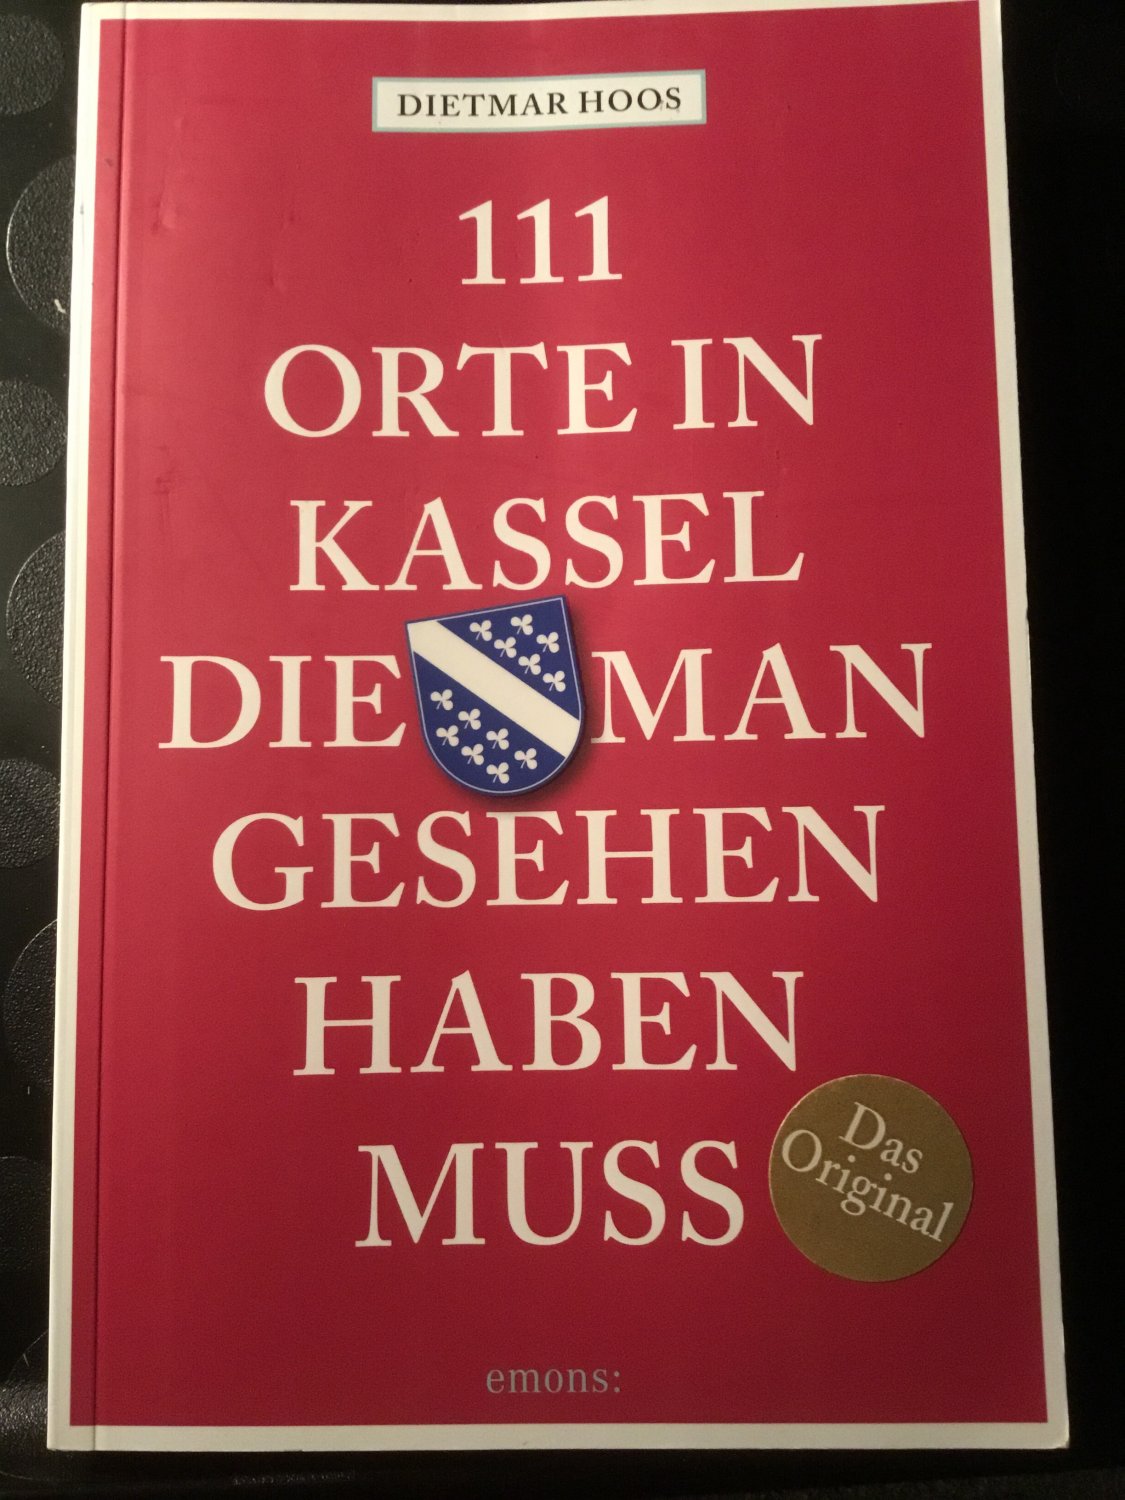 DIETMAR HOOS
111
ORTE IN
KASSEL
DIE MAN
GESEHEN
HABEN
MUSS
Das
Original
emons: